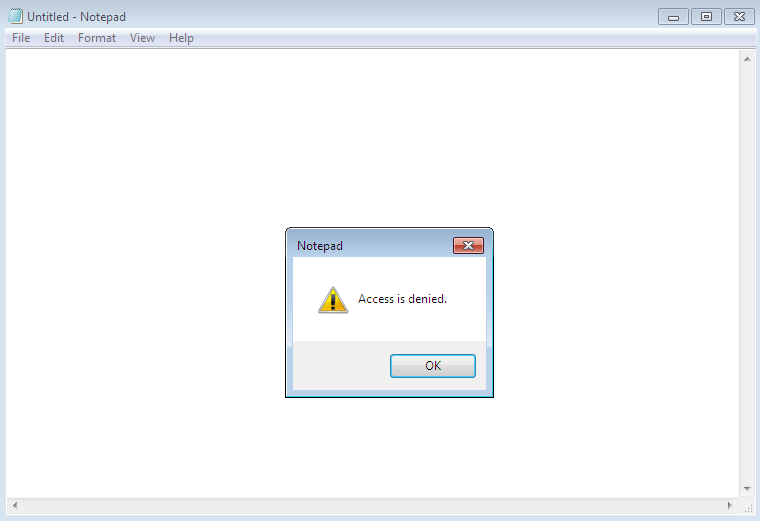 Untitled - Notepad
File Edit Format View Help
Notepad
Access is denied.
OK